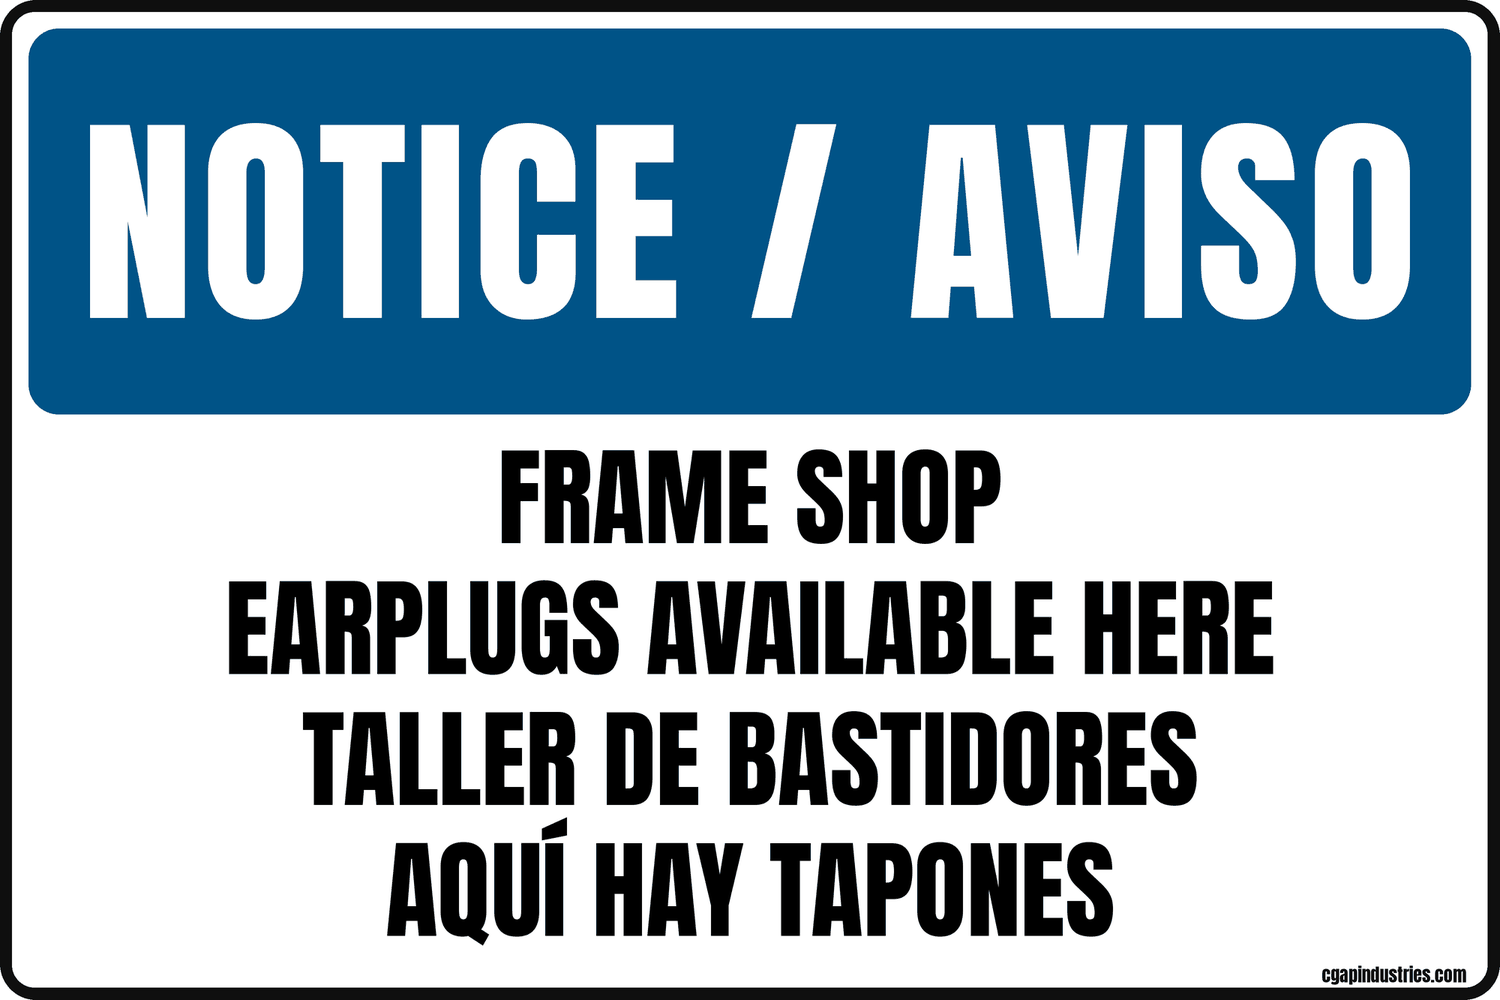 NOTICE / AVISO
FRAME SHOP
EARPLUGS AVAILABLE HERE
TALLER DE BASTIDORES
AQUÍ HAY TAPONES
cgapindustries.com